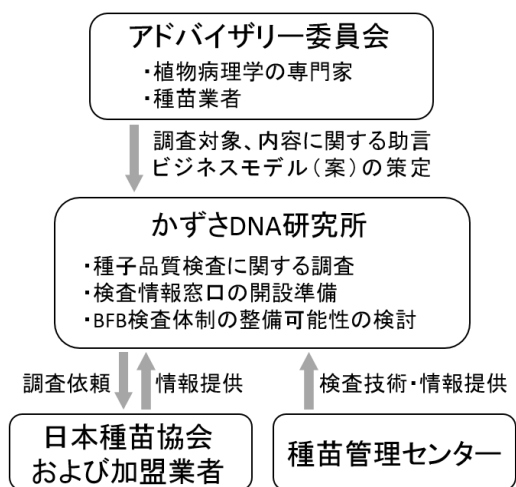 アドバイザリー委員会
・植物病理学の専門家
・種苗業者
調査対象、内容に関する助言
ビジネスモデル（案）の策定
かずさDNA研究所
・種子品質検査に関する調査
・検査情報窓口の開設準備
・BFB検査体制の整備可能性の検討
調査依頼
情報提供
検査技術・情報提供
日本種苗協会
および加盟業者
種苗管理センター